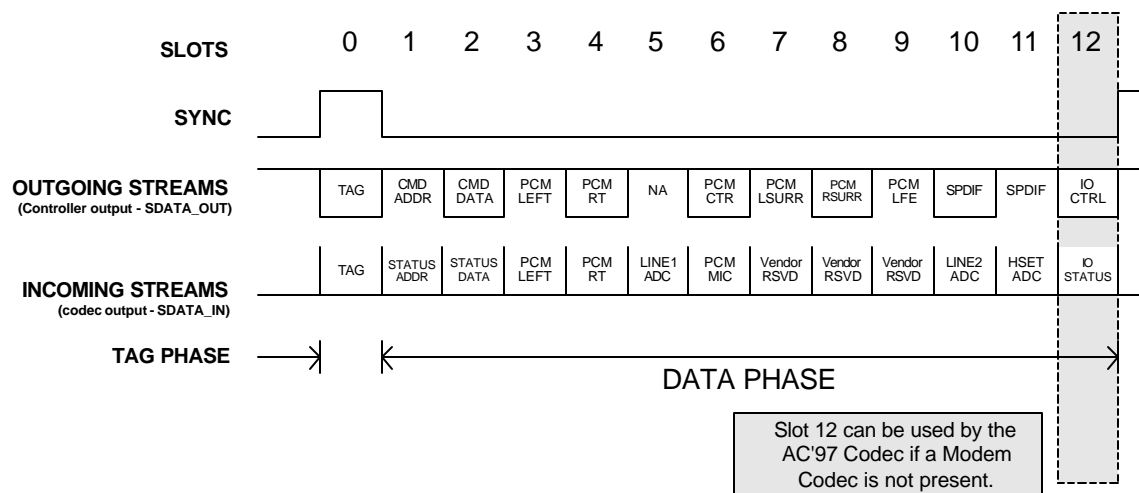 SLOTS 0 1 2 3 4 5 6 7 8 9 10 11 12
SYNC
OUTGOING STREAMS
(Controller output - SDATA_OUT)
TAG
CMD
ADDR
CMD
DATA
PCM
LEFT
PCM
RT
NA
PCM
CTR
PCM
LSURR
PCM
RSURR
PCM
LFE
SPDIF
SPDIF
IO
CTRL
INCOMING STREAMS
(codec output - SDATA_IN)
TAG
STATUS
ADDR
STATUS
DATA
PCM
LEFT
PCM
RT
LINE1
ADC
PCM
MIC
Vendor
RSVD
Vendor
RSVD
Vendor
RSVD
LINE2
ADC
HSET
ADC
IO
STATUS
TAG PHASE
DATA PHASE
Slot 12 can be used by the
AC'97 Codec if a Modem
Codec is not present.